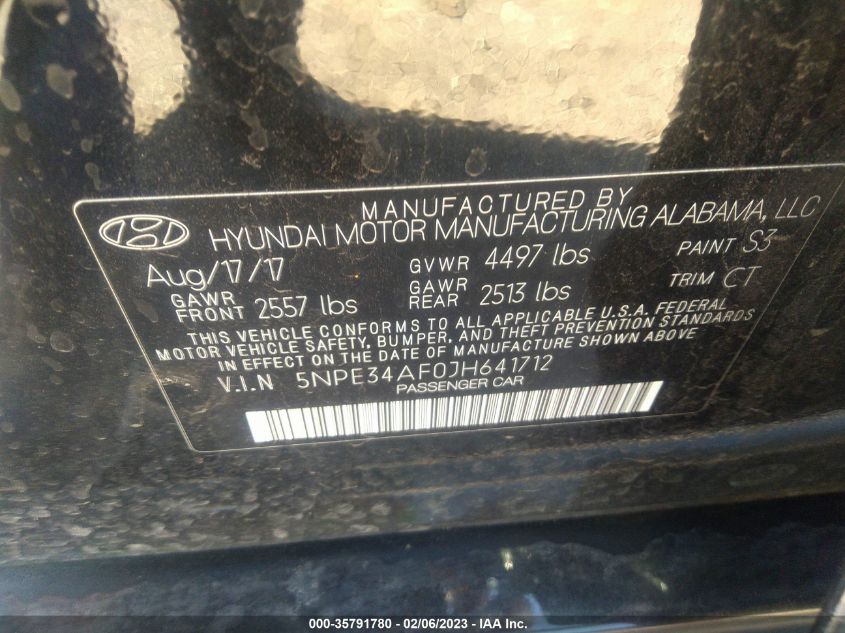 MANUFACTURED BY
HYUNDAI MOTOR MANUFACTURING ALABAMA, LLC
Aug/17/17 GVWR 4497 lbs PAINT S3
GAWR FRONT 2557 lbs GAWR REAR 2513 lbs TRIM CT
THIS VEHICLE CONFORMS TO ALL APPLICABLE U.S.A. FEDERAL
MOTOR VEHICLE SAFETY, BUMPER, AND THEFT PREVENTION STANDARDS
IN EFFECT ON THE DATE OF MANUFACTURE SHOWN ABOVE
V.I.N 5NPE34AF0JH641712
PASSENGER CAR
000-35791780 - 02/06/2023 - IAA Inc.